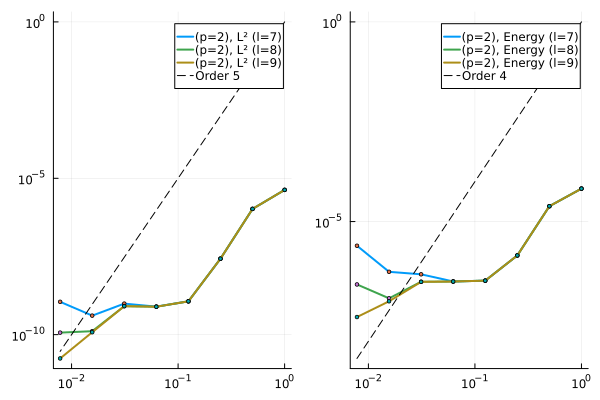 10⁰
(p=2), L² (l=7)
(p=2), L² (l=8)
(p=2), L² (l=9)
Order 5
10⁻⁵
10⁻¹⁰
10⁻² 10⁻¹ 10⁰
10⁰
(p=2), Energy (l=7)
(p=2), Energy (l=8)
(p=2), Energy (l=9)
Order 4
10⁻⁵
10⁻² 10⁻¹ 10⁰